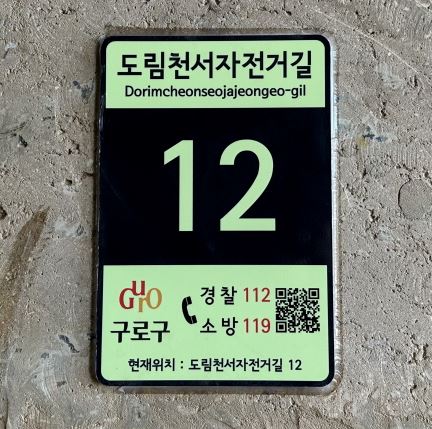 도림천서자전거길
Dorimcheonseojajeongeo-gil
12
GurO
구로구
경찰 112
소방 119
현재위치 : 도림천서자전거길 12